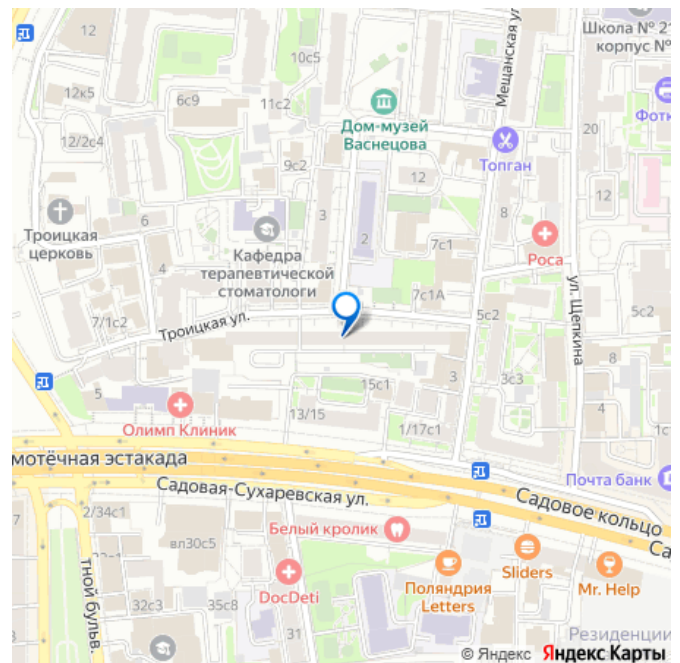 12
10с5
Школа № 21
корпус №
Мещанская ул.
12к5
6с9
11с2
Дом-музей
Васнецова
Фотк
20
Топган
12/2с4
9с2
12
12
Троицкая
церковь
6
3
2
8
Кафедра
терапевтической
стоматологи
7с1
Роса
4
7с1А
ул. Щепкина
7/1с2
Троицкая ул.
5с2
5с2
8
5
15с1
3
3с3
13/15
4
Олимп Клиник
1/17с1
1с
мотёчная эстакада
Почта банк
Садовая-Сухаревская ул.
Садовое кольцо
Са
2/34с1
Белый кролик
вл30с5
тной бульв.
Sliders
Поляндрия
Letters
Mr. Help
DocDeti
32с3
35с8
31
Резиденции
© Яндекс Яндекс Карты